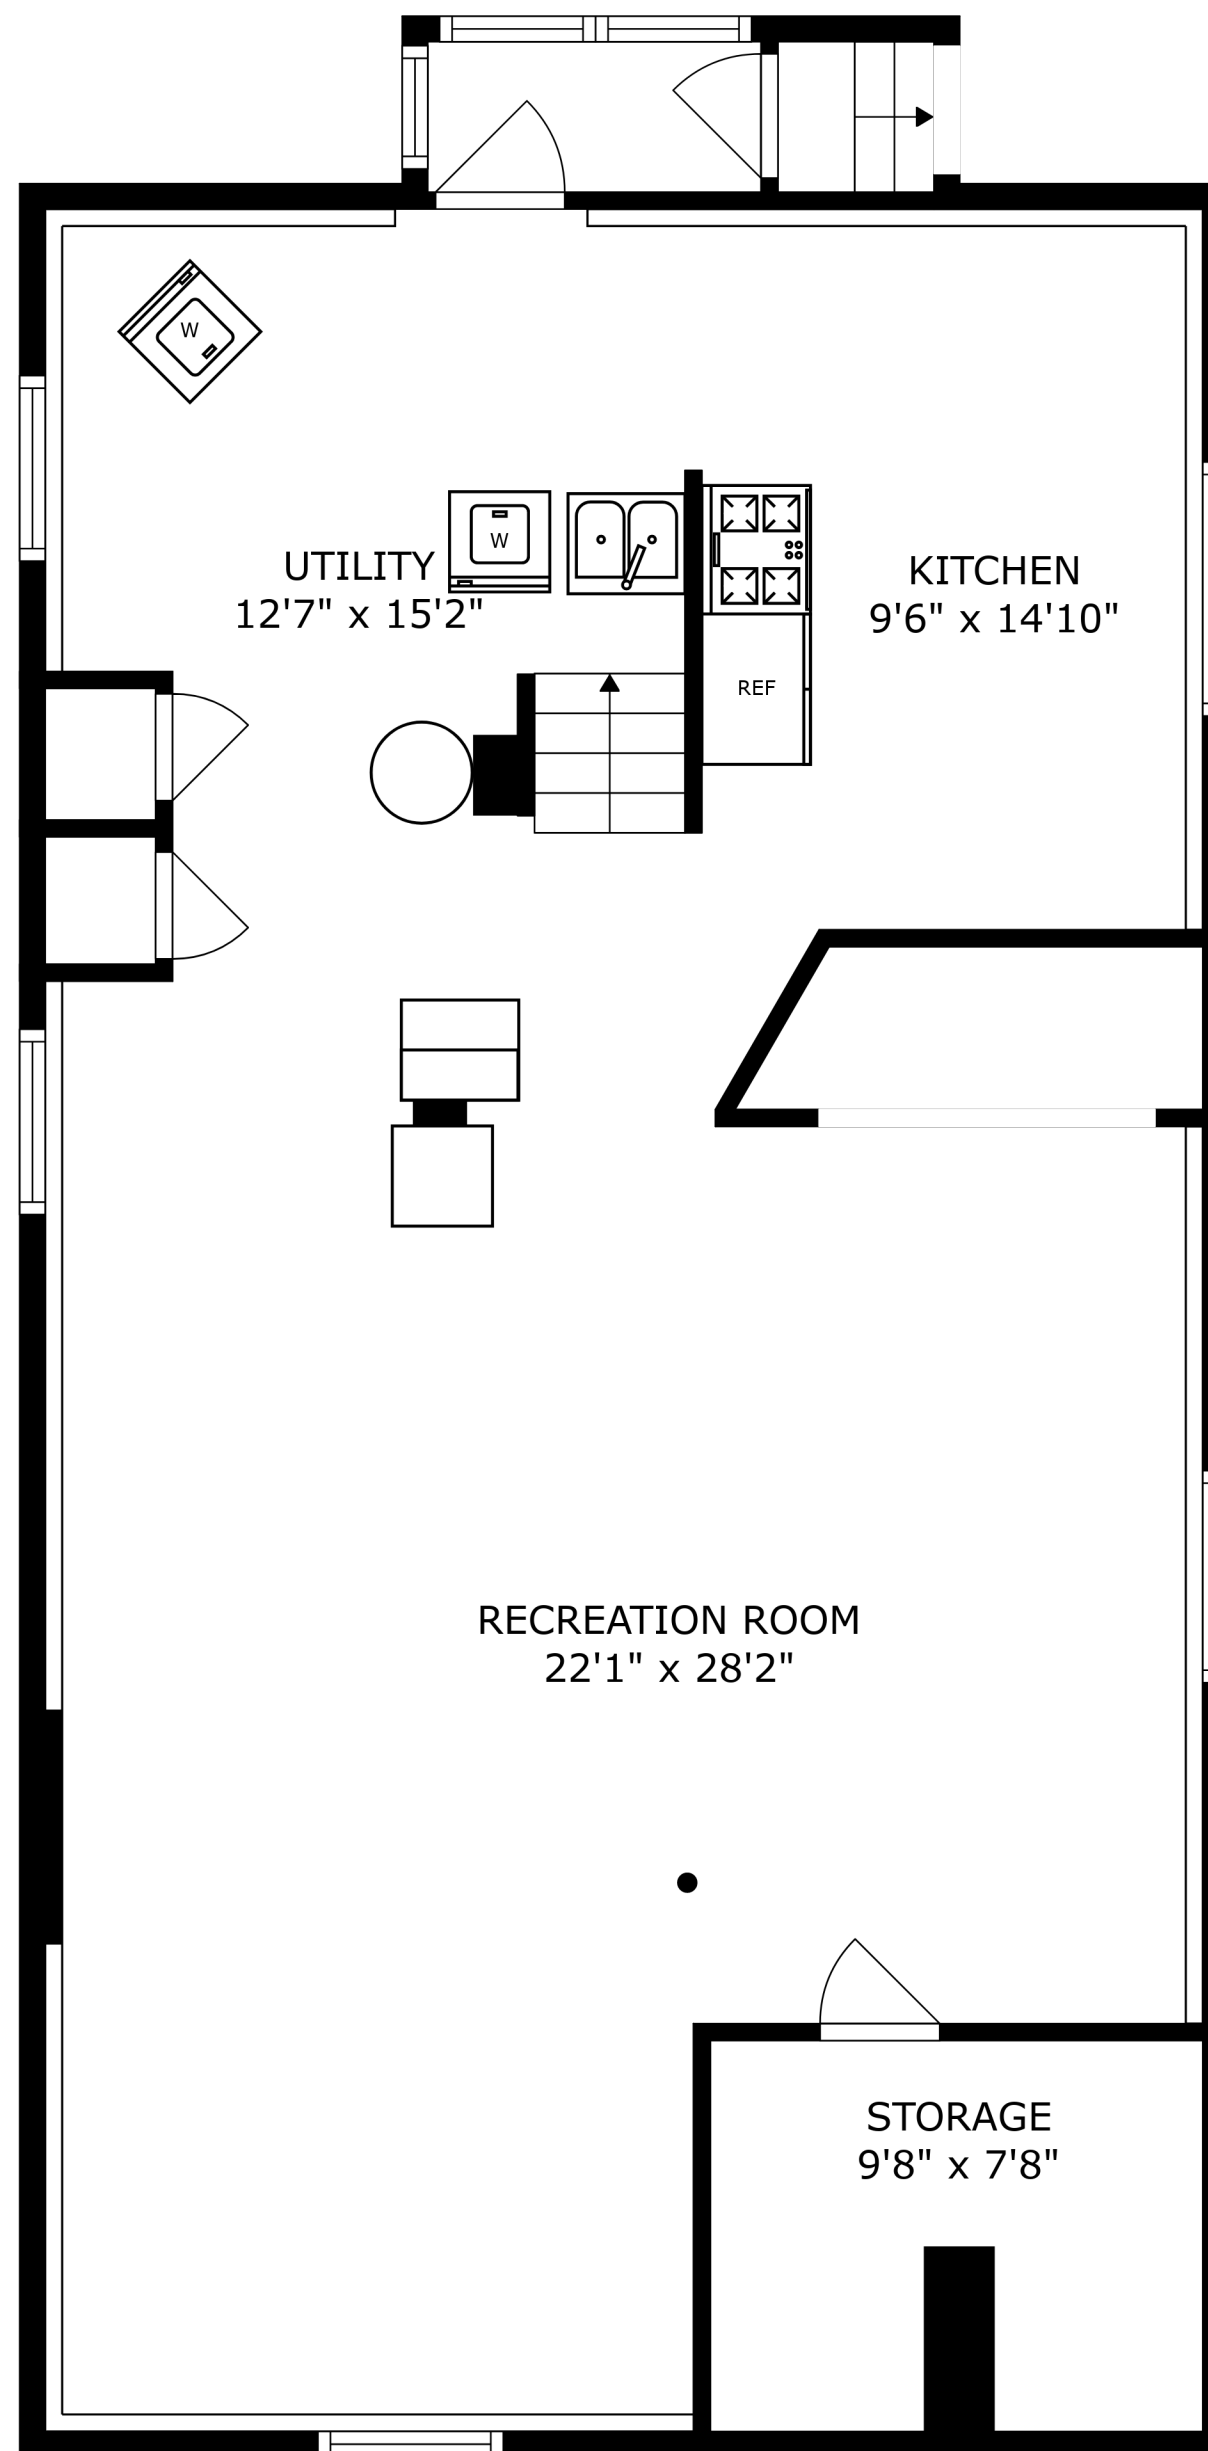 W
W
UTILITY
12'7" x 15'2"
KITCHEN
9'6" x 14'10"
REF
RECREATION ROOM
22'1" x 28'2"
STORAGE
9'8" x 7'8"